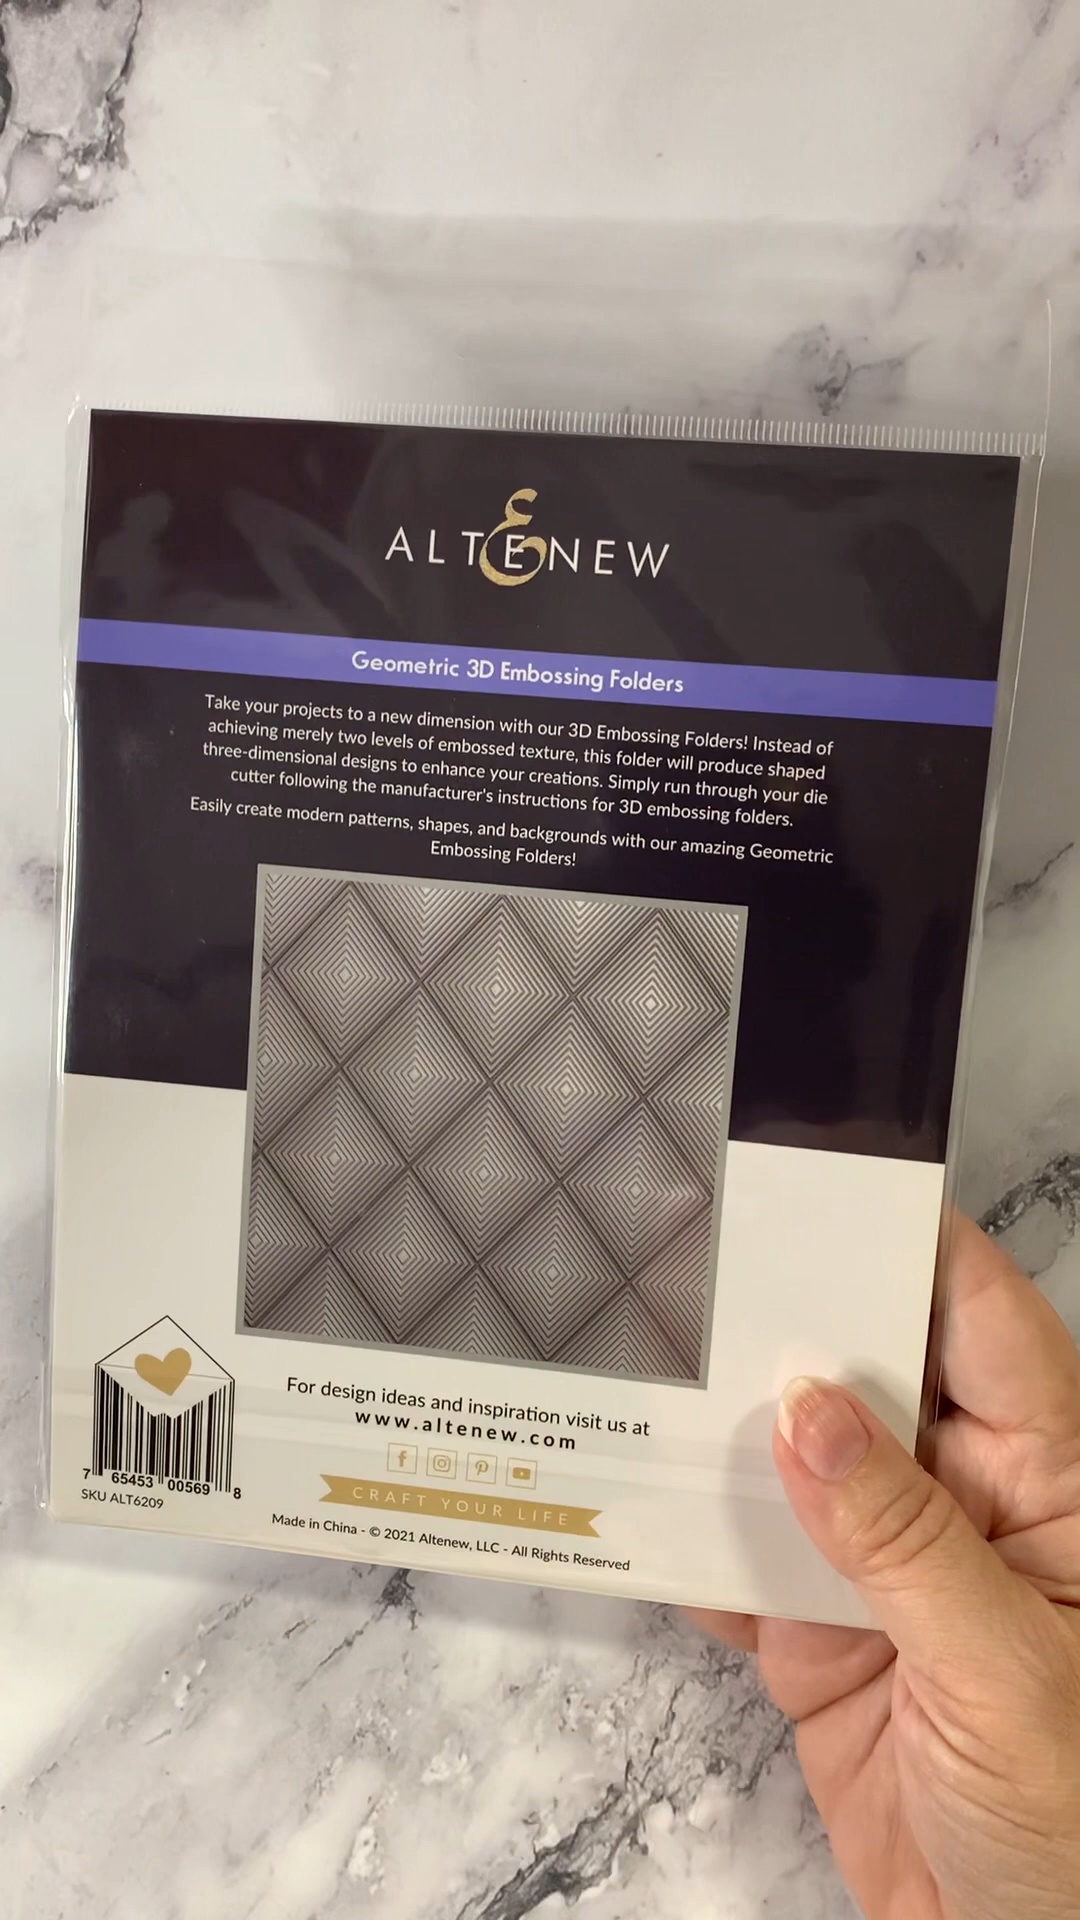 ALTENEW
Geometric 3D Embossing Folders
Take your projects to a new dimension with our 3D Embossing Folders! Instead of
achieving merely two levels of embossed texture, this folder will produce shaped
three-dimensional designs to enhance your creations. Simply run through your die
cutter following the manufacturer's instructions for 3D embossing folders.
Easily create modern patterns, shapes, and backgrounds with our amazing Geometric
Embossing Folders!
7 65453 00569 8
SKU ALT6209
For design ideas and inspiration visit us at
www.altenew.com
CRAFT YOUR LIFE
Made in China - © 2021 Altenew, LLC - All Rights Reserved